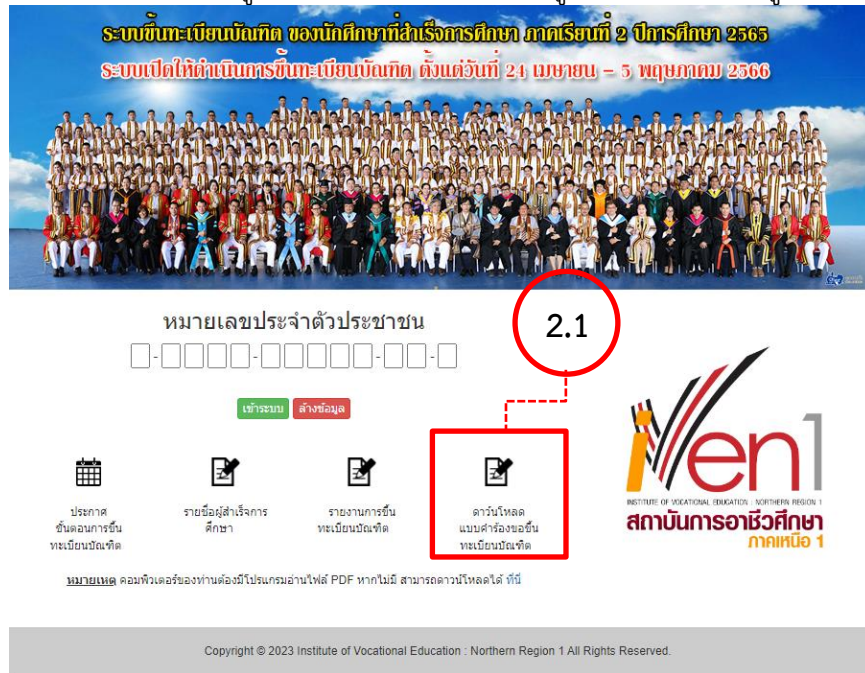 ระบบขึ้นทะเบียนบัณฑิต ของนักศึกษาที่สำเร็จการศึกษา ภาคเรียนที่ 2 ปีการศึกษา 2565
ระบบเปิดให้ดำเนินการขึ้นทะเบียนบัณฑิต ตั้งแต่วันที่ 24 เมษายน – 5 พฤษภาคม 2566
หมายเลขประจำตัวประชาชน
2.1
เข้าระบบ ล้างข้อมูล
ประกาศ
ขั้นตอนการขึ้น
ทะเบียนบัณฑิต
รายชื่อผู้สำเร็จการ
ศึกษา
รายงานการขึ้น
ทะเบียนบัณฑิต
ดาวน์โหลด
แบบคำร้องขอขึ้น
ทะเบียนบัณฑิต
iven1
INSTITUTE OF VOCATIONAL EDUCATION : NORTHERN REGION 1
สถาบันการอาชีวศึกษา
ภาคเหนือ 1
หมายเหตุ คอมพิวเตอร์ของท่านต้องมีโปรแกรมอ่านไฟล์ PDF หากไม่มี สามารถดาวน์โหลดได้ ที่นี่
Copyright © 2023 Institute of Vocational Education : Northern Region 1 All Rights Reserved.